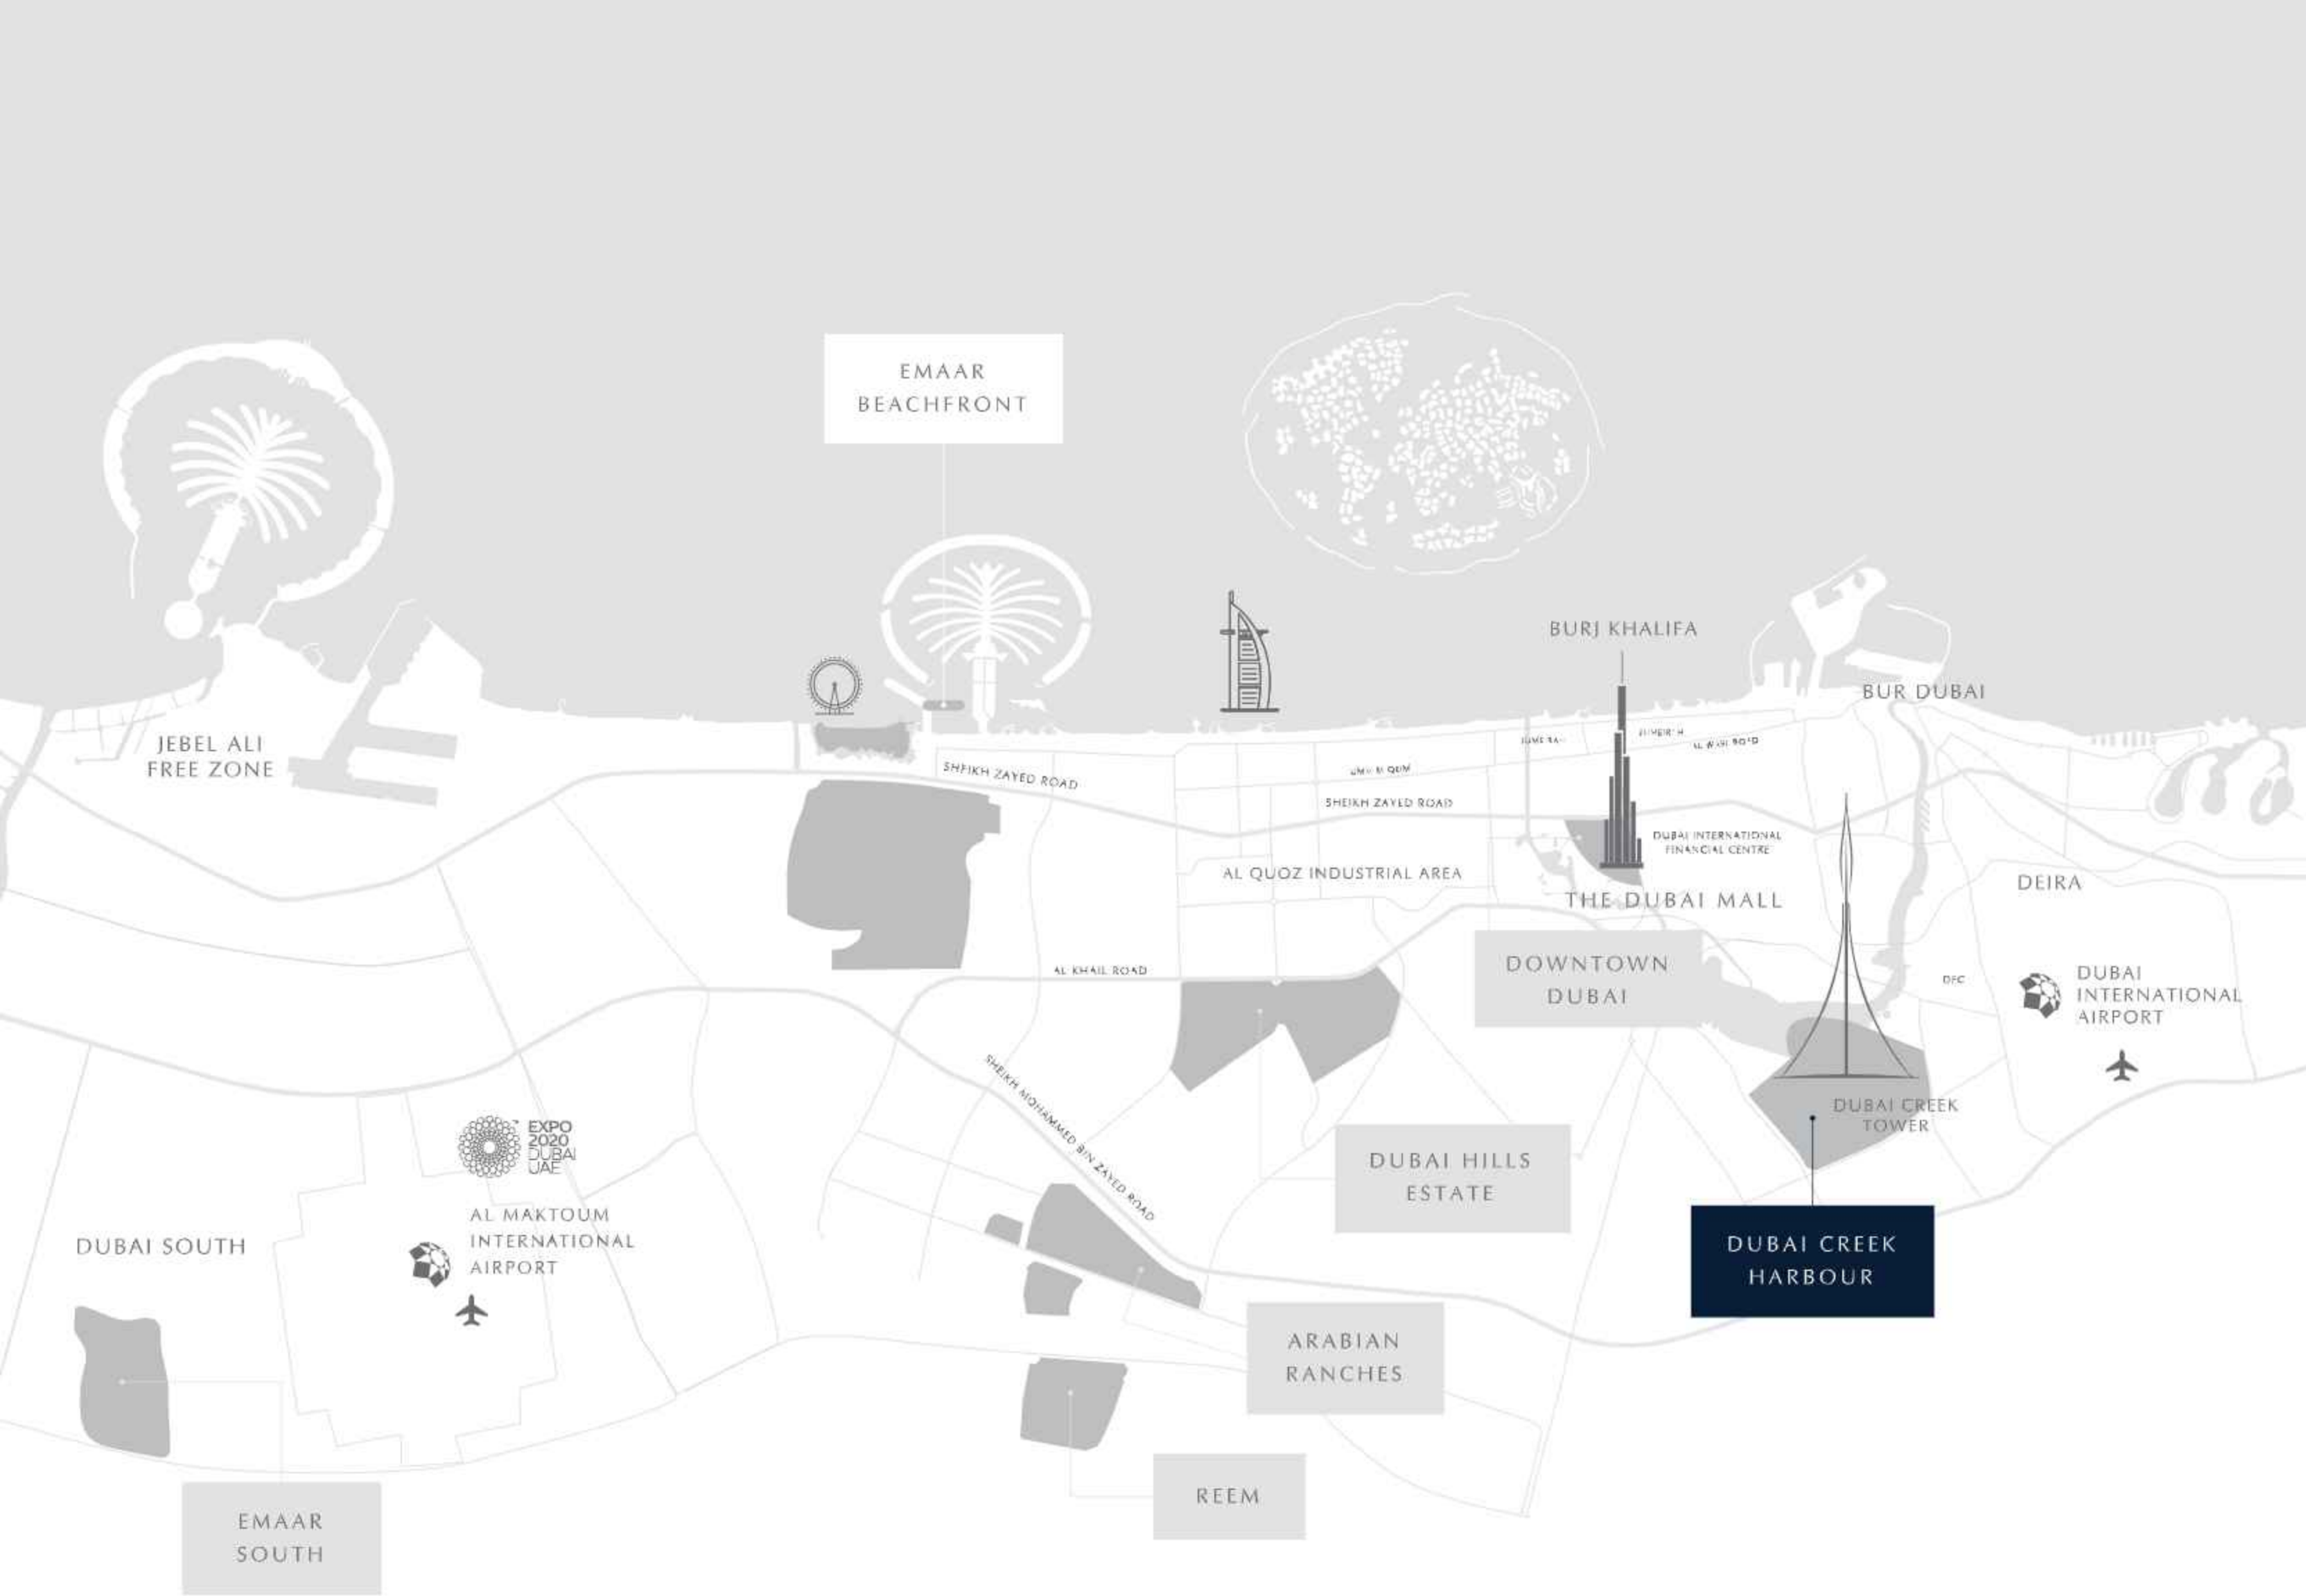 EMAAR
BEACHFRONT
BURJ KHALIFA
BUR DUBAI
JEBEL ALI
FREE ZONE
SHEIKH ZAYED ROAD
SHEIKH ZAYED ROAD
DUBAI INTERNATIONAL
FINANCIAL CENTRE
AL QUOZ INDUSTRIAL AREA
THE DUBAI MALL
DEIRA
DOWNTOWN
DUBAI
AL KHAIL ROAD
DFC
DUBAI
INTERNATIONAL
AIRPORT
SHEIKH MOHAMMED BIN ZAYED ROAD
EXPO
2020
DUBAI
UAE
DUBAI CREEK
TOWER
DUBAI HILLS
ESTATE
AL MAKTOUM
INTERNATIONAL
AIRPORT
DUBAI SOUTH
DUBAI CREEK
HARBOUR
ARABIAN
RANCHES
REEM
EMAAR
SOUTH